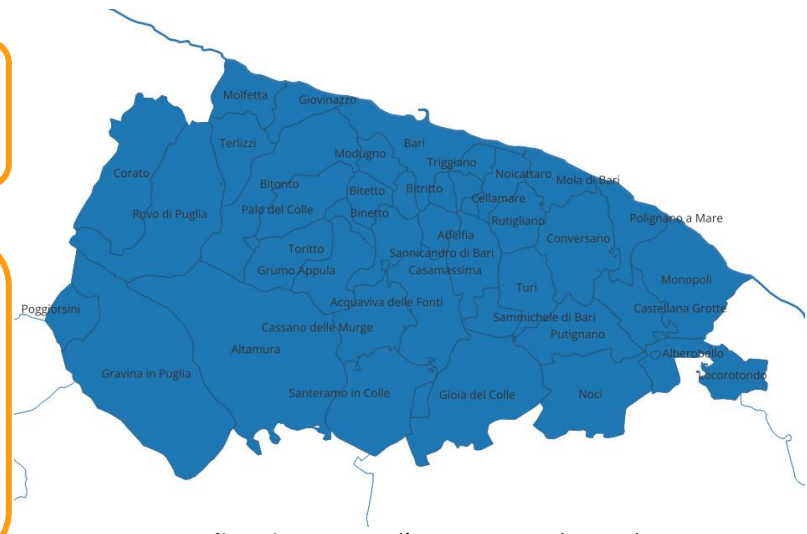 Molfetta
Giovinazzo
Terlizzi
Bari
Modugno
Triggiano
Corato
Noicattaro
Mola di Bari
Bitonto
Bitetto
Bitritto
Cellamare
Ruvo di Puglia
Palo del Colle
Binetto
Rutigliano
Polignano a Mare
Adelfia
Conversano
Toritto
Sannicandro di Bari
Grumo Appula
Casamassima
Monopoli
Turi
Poggiorsini
Acquaviva delle Fonti
Castellana Grotte
Sammichele di Bari
Cassano delle Murge
Putignano
Altamura
Alberobello
Gravina in Puglia
Locorotondo
Santeramo in Colle
Gioia del Colle
Noci